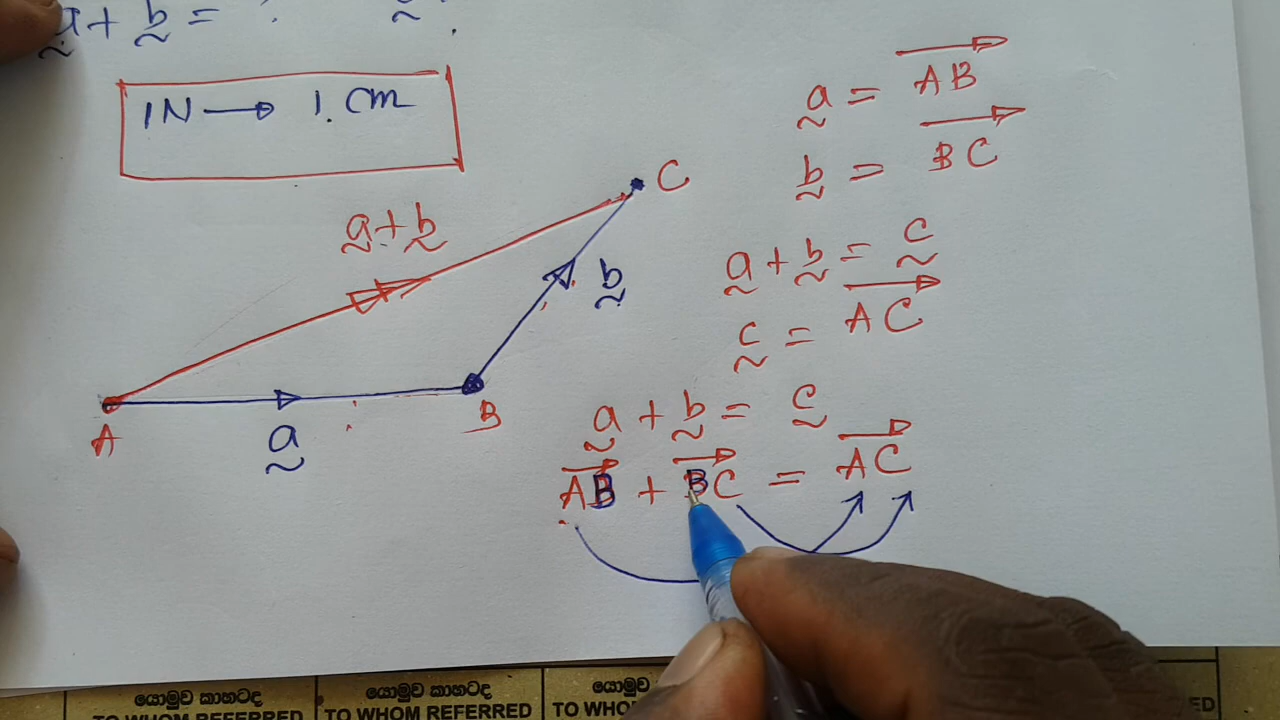 a + b = ?
1N → 1. cm
a = AB
b = BC
a + b = c
c = AC
a + b
C
b
A
a
B
a + b = c
AB + BC = AC
යොමුව කාහටද යොමුව කාහටද
TO WHOM REFERRED TO WHOM REFERRED